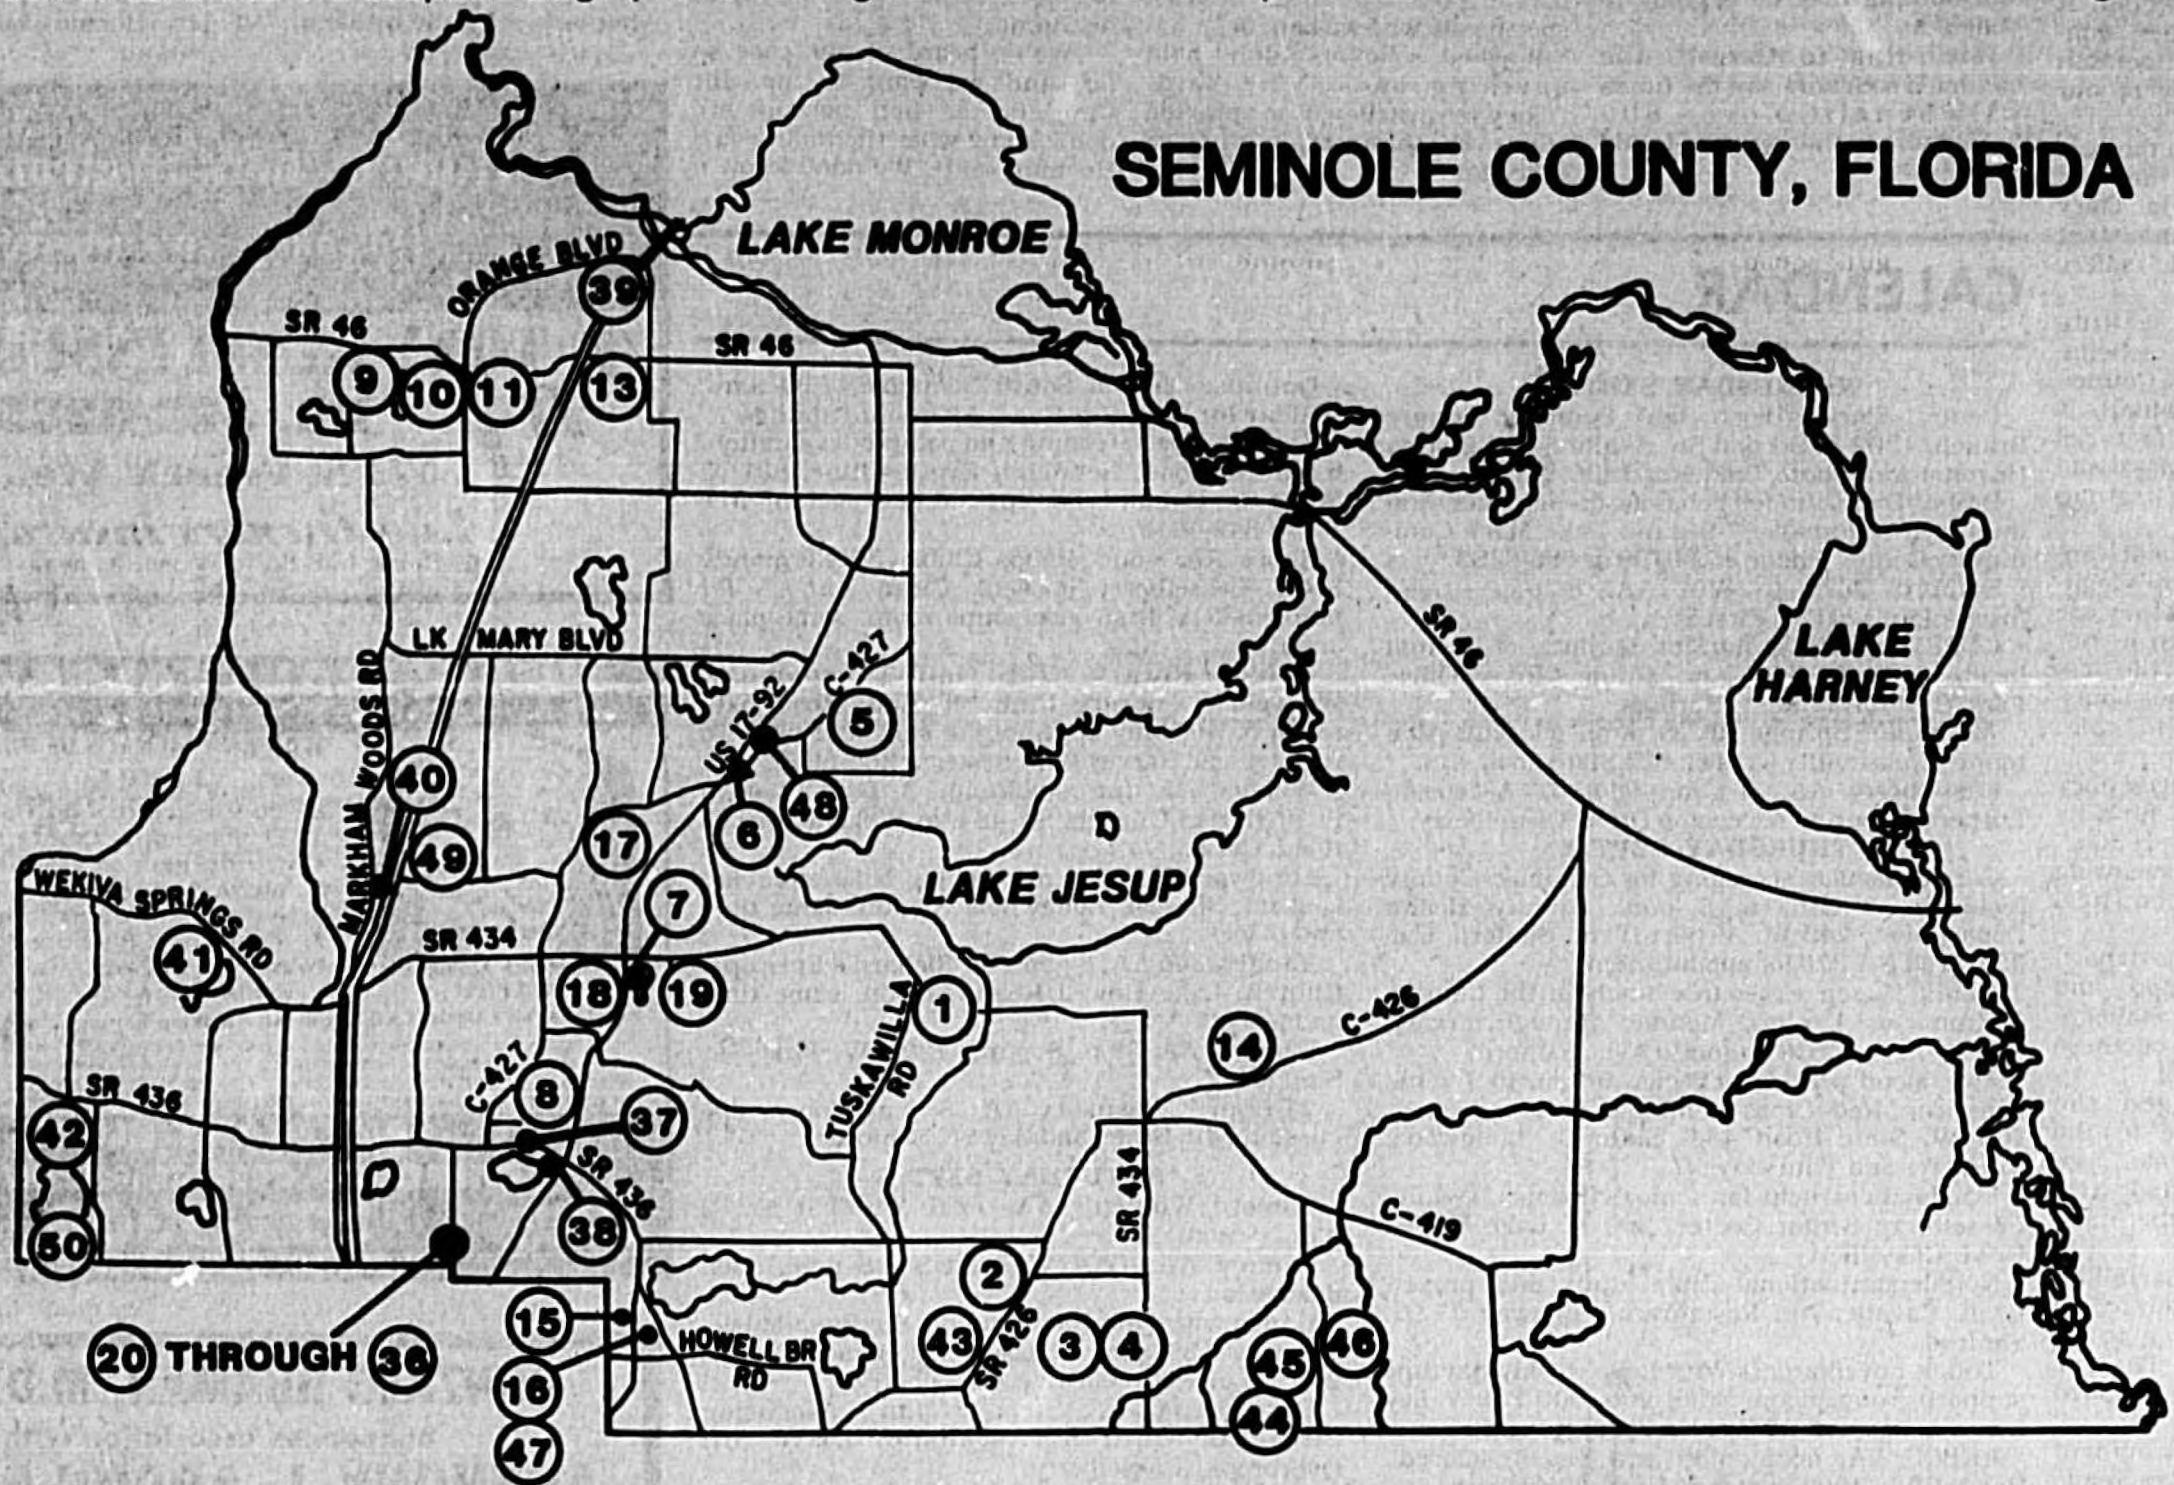 SEMINOLE COUNTY, FLORIDA
LAKE MONROE
ORANGE BLVD
39
SR 46
SR 46
9
10
11
13
SR 46
LAKE
HARNEY
LK MARY BLVD
C-427
MARKHAM WOODS RD
US 17-92
5
40
48
6
17
49
LAKE JESUP
WEKIVA SPRINGS RD
7
SR 434
41
18
19
1
TUSKAWILLA
RD
14
C-426
SR 436
C-427
8
37
42
SR 436
SR 434
C-419
38
50
2
15
43
SR 426
3
4
45
46
HOWELL BR
RD
20 THROUGH 36
16
44
47